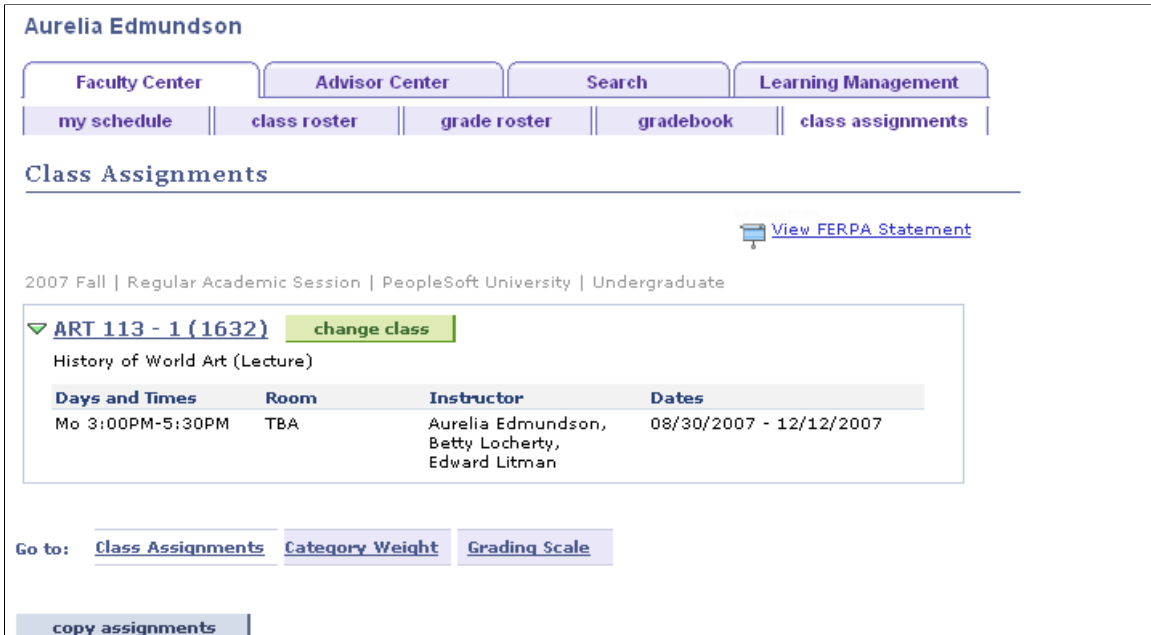 Aurelia Edmundson
Faculty Center Advisor Center Search Learning Management
my schedule class roster grade roster gradebook class assignments
Class Assignments
View FERPA Statement
2007 Fall | Regular Academic Session | PeopleSoft University | Undergraduate
ART 113 - 1 (1632) change class
History of World Art (Lecture)
Days and Times Room Instructor Dates
Mo 3:00PM-5:30PM TBA Aurelia Edmundson, 08/30/2007 - 12/12/2007
Betty Locherty,
Edward Litman
Go to: Class Assignments Category Weight Grading Scale
copy assignments